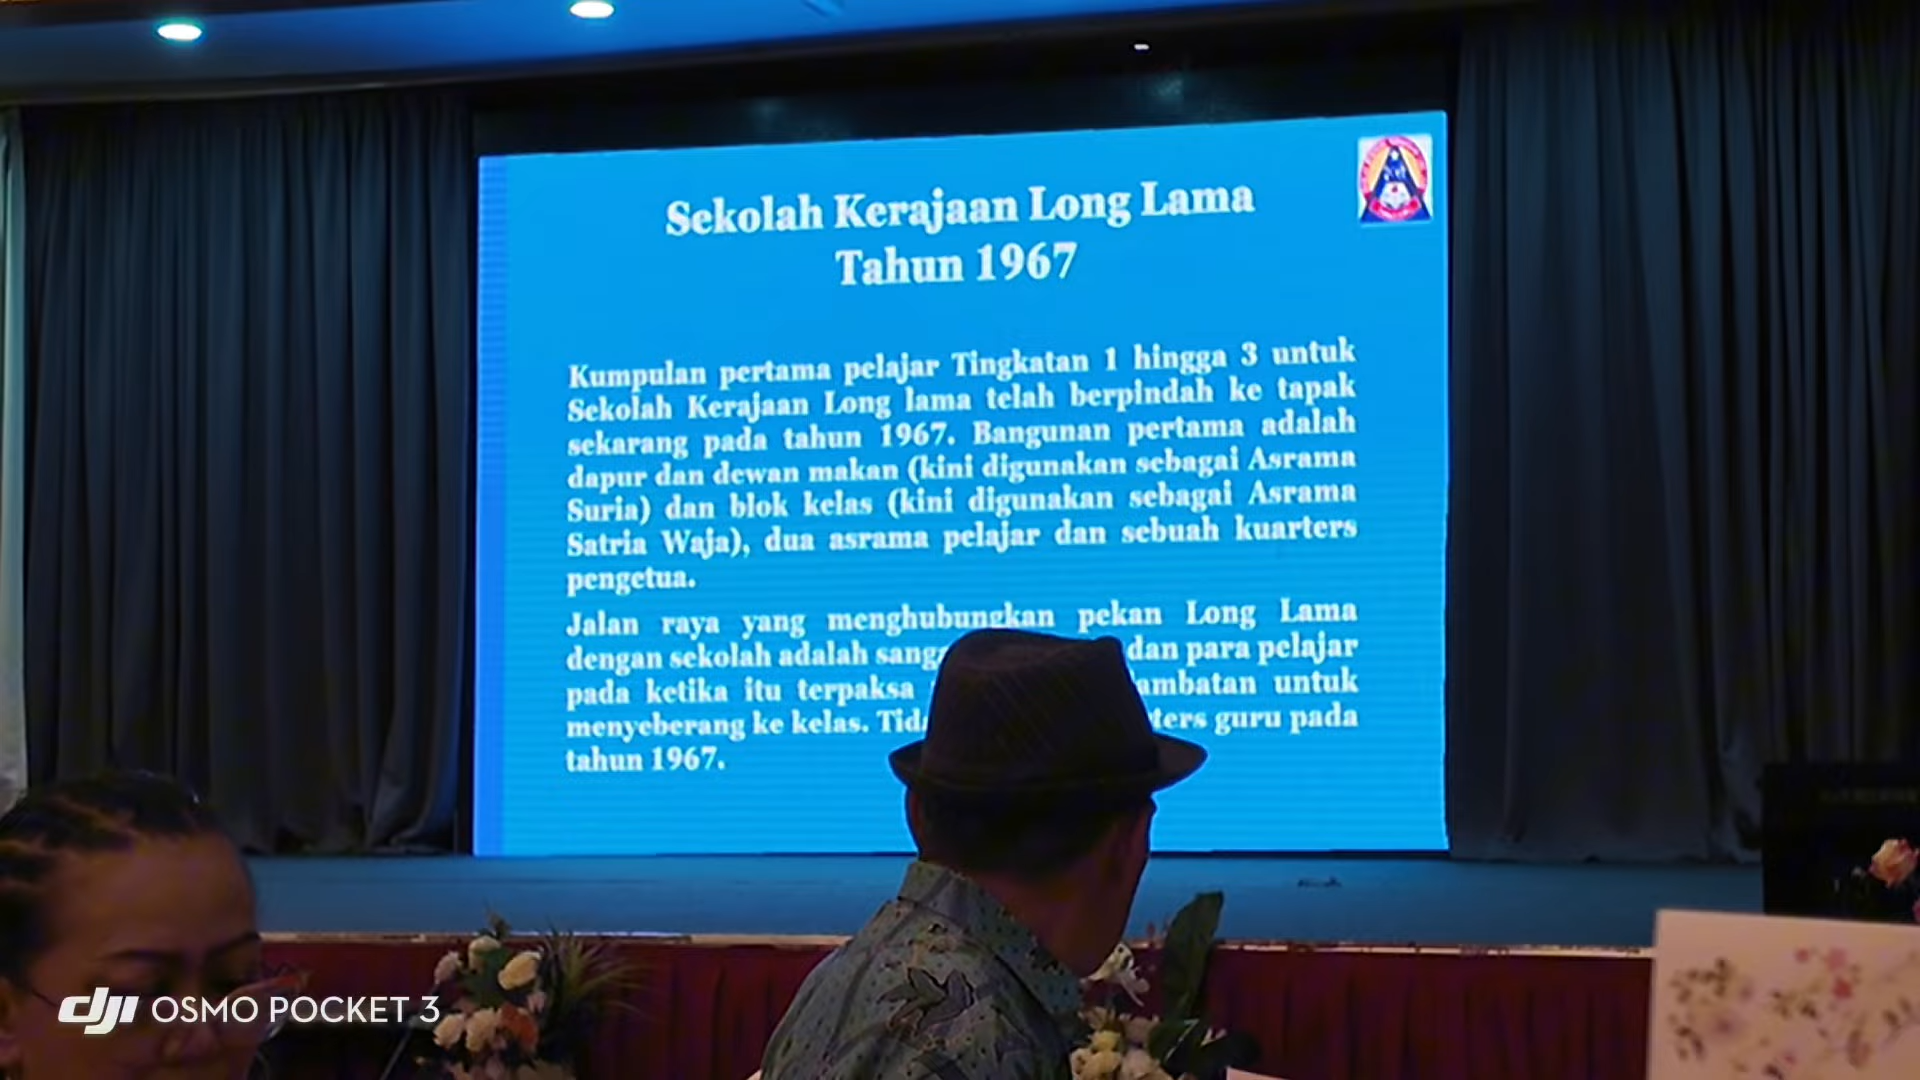 Sekolah Kerajaan Long Lama
Tahun 1967
Kumpulan pertama pelajar Tingkatan 1 hingga 3 untuk
Sekolah Kerajaan Long lama telah berpindah ke tapak
sekarang pada tahun 1967. Bangunan pertama adalah
dapur dan dewan makan (kini digunakan sebagai Asrama
Suria) dan blok kelas (kini digunakan sebagai Asrama
Satria Waja), dua asrama pelajar dan sebuah kuarters
pengetua.
Jalan raya yang menghubungkan pekan Long Lama
dengan sekolah adalah dan para pelajar
pada ketika itu terpaksa untuk
menyeberang ke kelas. guru pada
tahun 1967.
dji OSMO POCKET 3